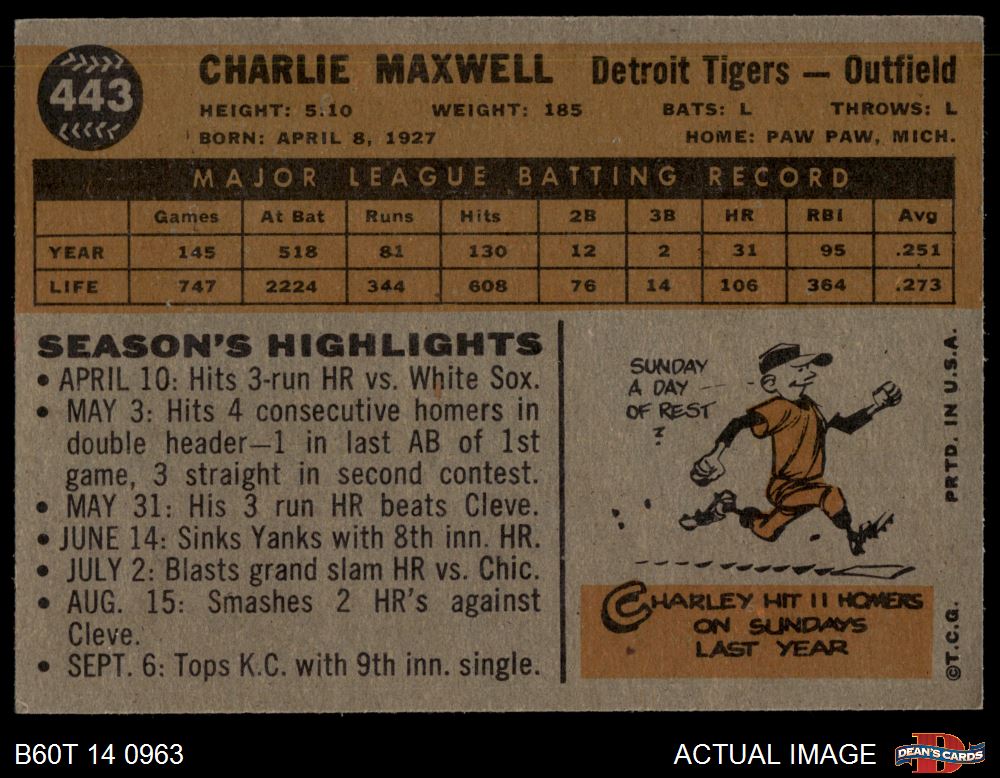 443
CHARLIE MAXWELL Detroit Tigers — Outfield
HEIGHT: 5.10 WEIGHT: 185 BATS: L THROWS: L
BORN: APRIL 8, 1927 HOME: PAW PAW, MICH.
MAJOR LEAGUE BATTING RECORD
Games At Bat Runs Hits 2B 3B HR RBI Avg
YEAR 145 518 81 130 12 2 31 95 .251
LIFE 747 2224 344 608 76 14 106 364 .273
SEASON'S HIGHLIGHTS
• APRIL 10: Hits 3-run HR vs. White Sox.
• MAY 3: Hits 4 consecutive homers in
double header—1 in last AB of 1st
game, 3 straight in second contest.
• MAY 31: His 3 run HR beats Cleve.
• JUNE 14: Sinks Yanks with 8th inn. HR.
• JULY 2: Blasts grand slam HR vs. Chic.
• AUG. 15: Smashes 2 HR's against
Cleve.
• SEPT. 6: Tops K.C. with 9th inn. single.
SUNDAY
A DAY
OF REST
?
CHARLEY HIT 11 HOMERS
ON SUNDAYS
LAST YEAR
©T.C.G. PRTD. IN U.S.A.
B60T 14 0963 ACTUAL IMAGE DEAN'S CARDS